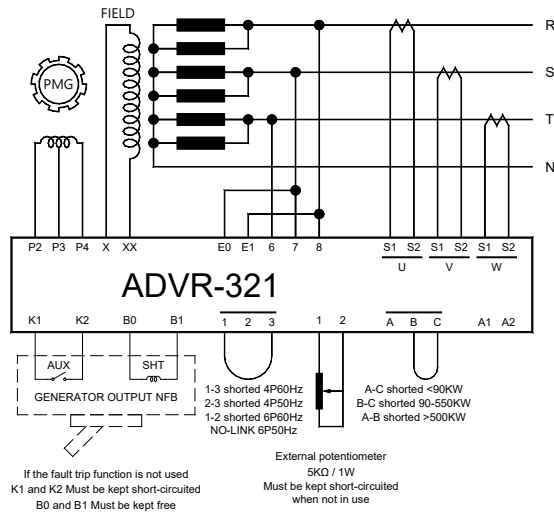 FIELD
R
PMG
S
T
N
P2 P3 P4 X XX E0 E1 6 7 8 S1 S2 S1 S2 S1 S2
U V W
ADVR-321
K1 K2 B0 B1 1 2 3 1 2 A B C A1 A2
AUX SHT
GENERATOR OUTPUT NFB
1-3 shorted 4P60Hz
2-3 shorted 4P50Hz
1-2 shorted 6P60Hz
NO-LINK 6P50Hz
A-C shorted <90KW
B-C shorted 90-550KW
A-B shorted >500KW
If the fault trip function is not used
K1 and K2 Must be kept short-circuited
B0 and B1 Must be kept free
External potentiometer
5KΩ / 1W
Must be kept short-circuited
when not in use